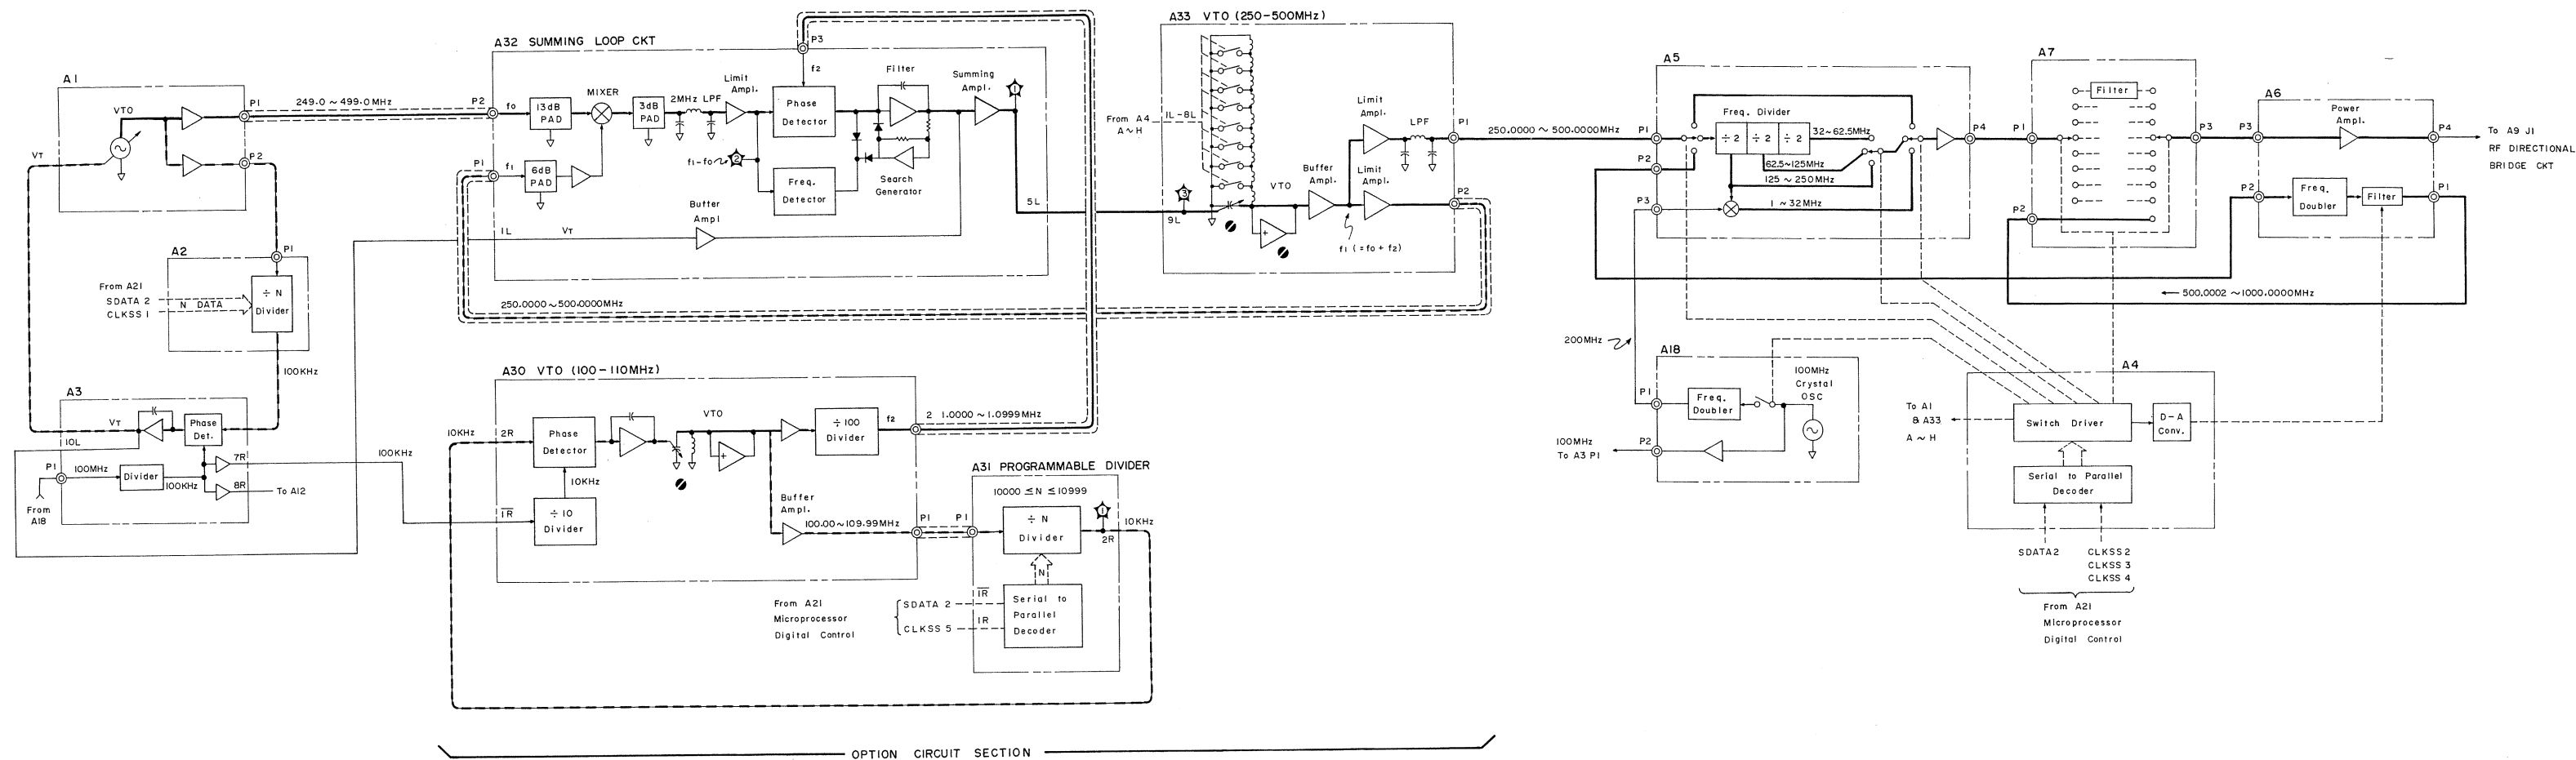 A1
VTO
VT
P1
P2
249.0 ~ 499.0MHz
A2
P1
From A21
SDATA 2
CLKSS 1
N DATA
÷ N
Divider
100KHz
A3
VT
10L
Phase
Det.
P1
100MHz
Divider
100KHz
7R
8R
To A12
From
A18
100KHz
A32 SUMMING LOOP CKT
P2
fo
13dB
PAD
MIXER
3dB
PAD
2MHz LPF
Limit
Ampl.
P3
f2
Phase
Detector
Filter
Summing
Ampl.
1
P1
f1
6dB
PAD
f1-fo
2
Freq.
Detector
Search
Generator
Buffer
Ampl
1L
VT
5L
250.0000 ~ 500.0000MHz
A30 VTO (100-110MHz)
10KHz
2R
Phase
Detector
VTO
÷ 100
Divider
f2
2
1.0000 ~ 1.0999MHz
10KHz
1R
÷ 10
Divider
Buffer
Ampl.
100.00~109.99MHz
P1
A31 PROGRAMMABLE DIVIDER
10000 ≤ N ≤ 10999
P1
÷ N
Divider
1
10KHz
2R
N
From A21
Microprocessor
Digital Control
SDATA 2
CLKSS 5
1R
1R
Serial to
Parallel
Decoder
OPTION CIRCUIT SECTION
A33 VTO (250-500MHz)
From A4
A ~ H
1L-8L
3
9L
VTO
Buffer
Ampl.
Limit
Ampl.
LPF
P1
Limit
Ampl.
P2
f1 (=fo + f2)
250.0000 ~ 500.0000MHz
A5
P1
P2
P3
Freq. Divider
÷ 2
÷ 2
÷ 2
32~62.5MHz
62.5~125MHz
125 ~ 250MHz
1 ~ 32MHz
P4
A7
P1
P2
Filter
P3
A6
P3
Power
Ampl.
P4
To A9 J1
RF DIRECTIONAL
BRIDGE CKT
P2
Freq.
Doubler
Filter
P1
500.0002 ~ 1000.0000MHz
200MHz
A18
P1
Freq.
Doubler
100MHz
Crystal
OSC
P2
100MHz
To A3 P1
A4
To A1
& A33
A ~ H
Switch Driver
D-A
Conv.
Serial to Parallel
Decoder
SDATA2
CLKSS 2
CLKSS 3
CLKSS 4
From A21
Microprocessor
Digital Control